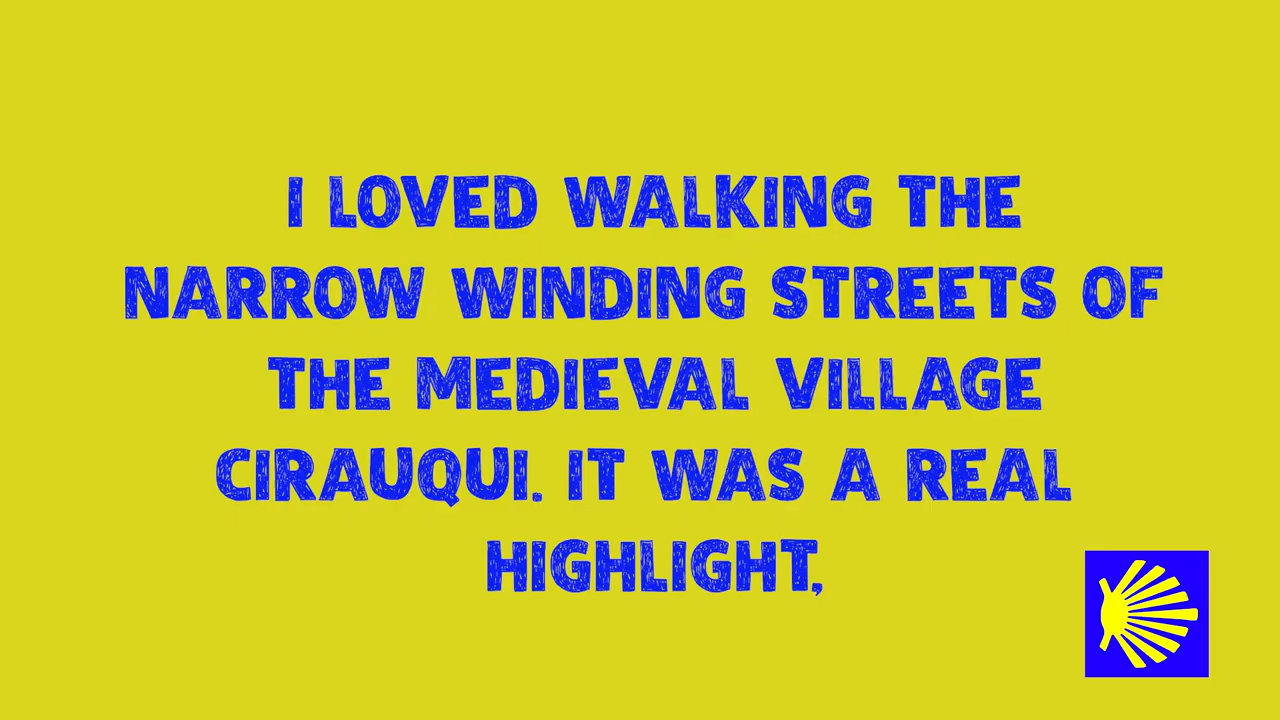 I LOVED WALKING THE
NARROW WINDING STREETS OF
THE MEDIEVAL VILLAGE
CIRAUQUI. IT WAS A REAL
HIGHLIGHT,